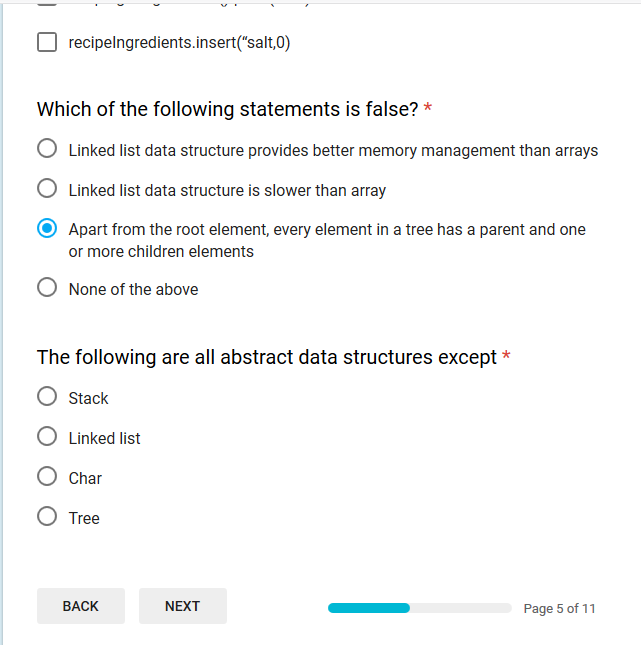 recipeIngredients.insert(“salt,0)
Which of the following statements is false? *
Linked list data structure provides better memory management than arrays
Linked list data structure is slower than array
Apart from the root element, every element in a tree has a parent and one
or more children elements
None of the above
The following are all abstract data structures except *
Stack
Linked list
Char
Tree
BACK
NEXT
Page 5 of 11